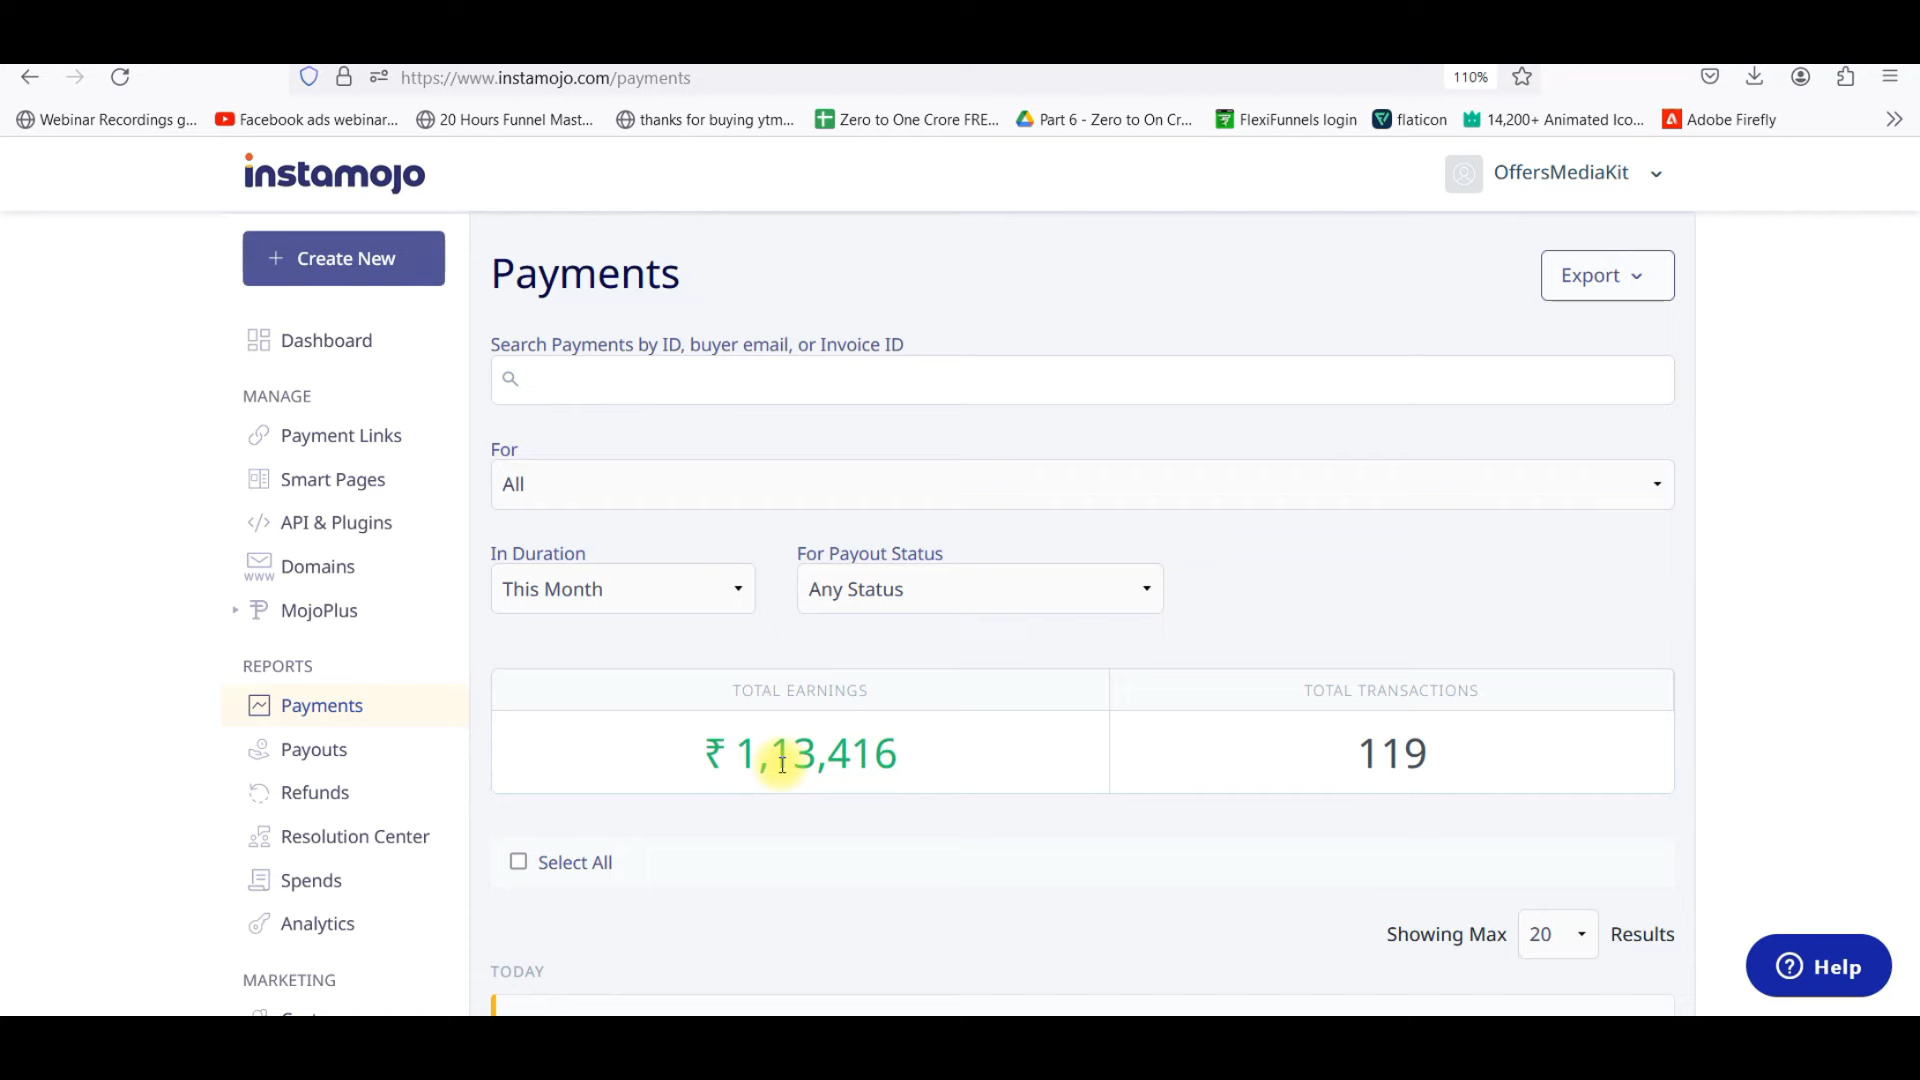 https://www.instamojo.com/payments
110%
Webinar Recordings g...
Facebook ads webinar...
20 Hours Funnel Mast...
thanks for buying ytm...
Zero to One Crore FRE...
Part 6 - Zero to On Cr...
FlexiFunnels login
flaticon
14,200+ Animated Ico...
Adobe Firefly
instamojo
OffersMediaKit
+ Create New
Dashboard
MANAGE
Payment Links
Smart Pages
API & Plugins
www
Domains
MojoPlus
REPORTS
Payments
Payouts
Refunds
Resolution Center
Spends
Analytics
MARKETING
Payments
Export
Search Payments by ID, buyer email, or Invoice ID
For
All
In Duration
For Payout Status
This Month
Any Status
TOTAL EARNINGS
TOTAL TRANSACTIONS
₹ 1,13,416
119
Select All
Showing Max 20 Results
TODAY
Help